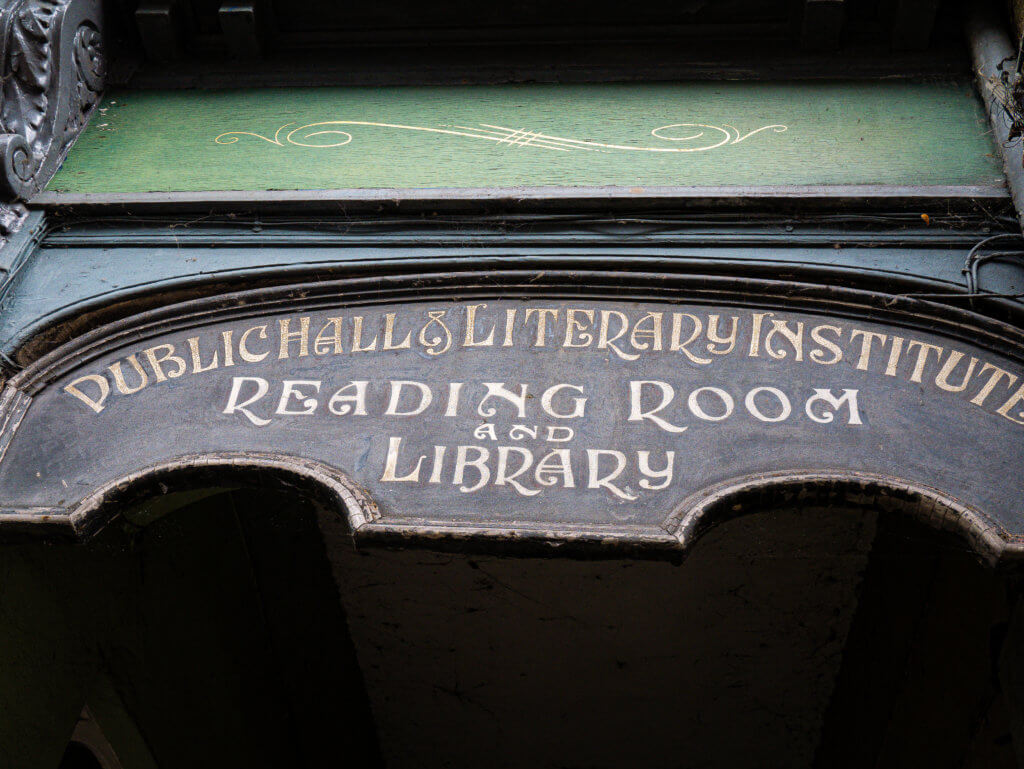 PUBLIC HALL & LITERARY INSTITUTE
READING ROOM
AND
LIBRARY